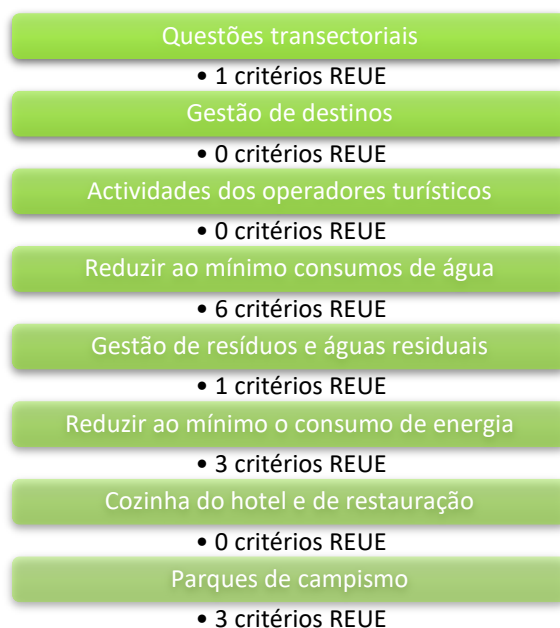 Questões transectoriais
• 1 critérios REUE
Gestão de destinos
• 0 critérios REUE
Actividades dos operadores turísticos
• 0 critérios REUE
Reduzir ao mínimo consumos de água
• 6 critérios REUE
Gestão de resíduos e águas residuais
• 1 critérios REUE
Reduzir ao mínimo o consumo de energia
• 3 critérios REUE
Cozinha do hotel e de restauração
• 0 critérios REUE
Parques de campismo
• 3 critérios REUE